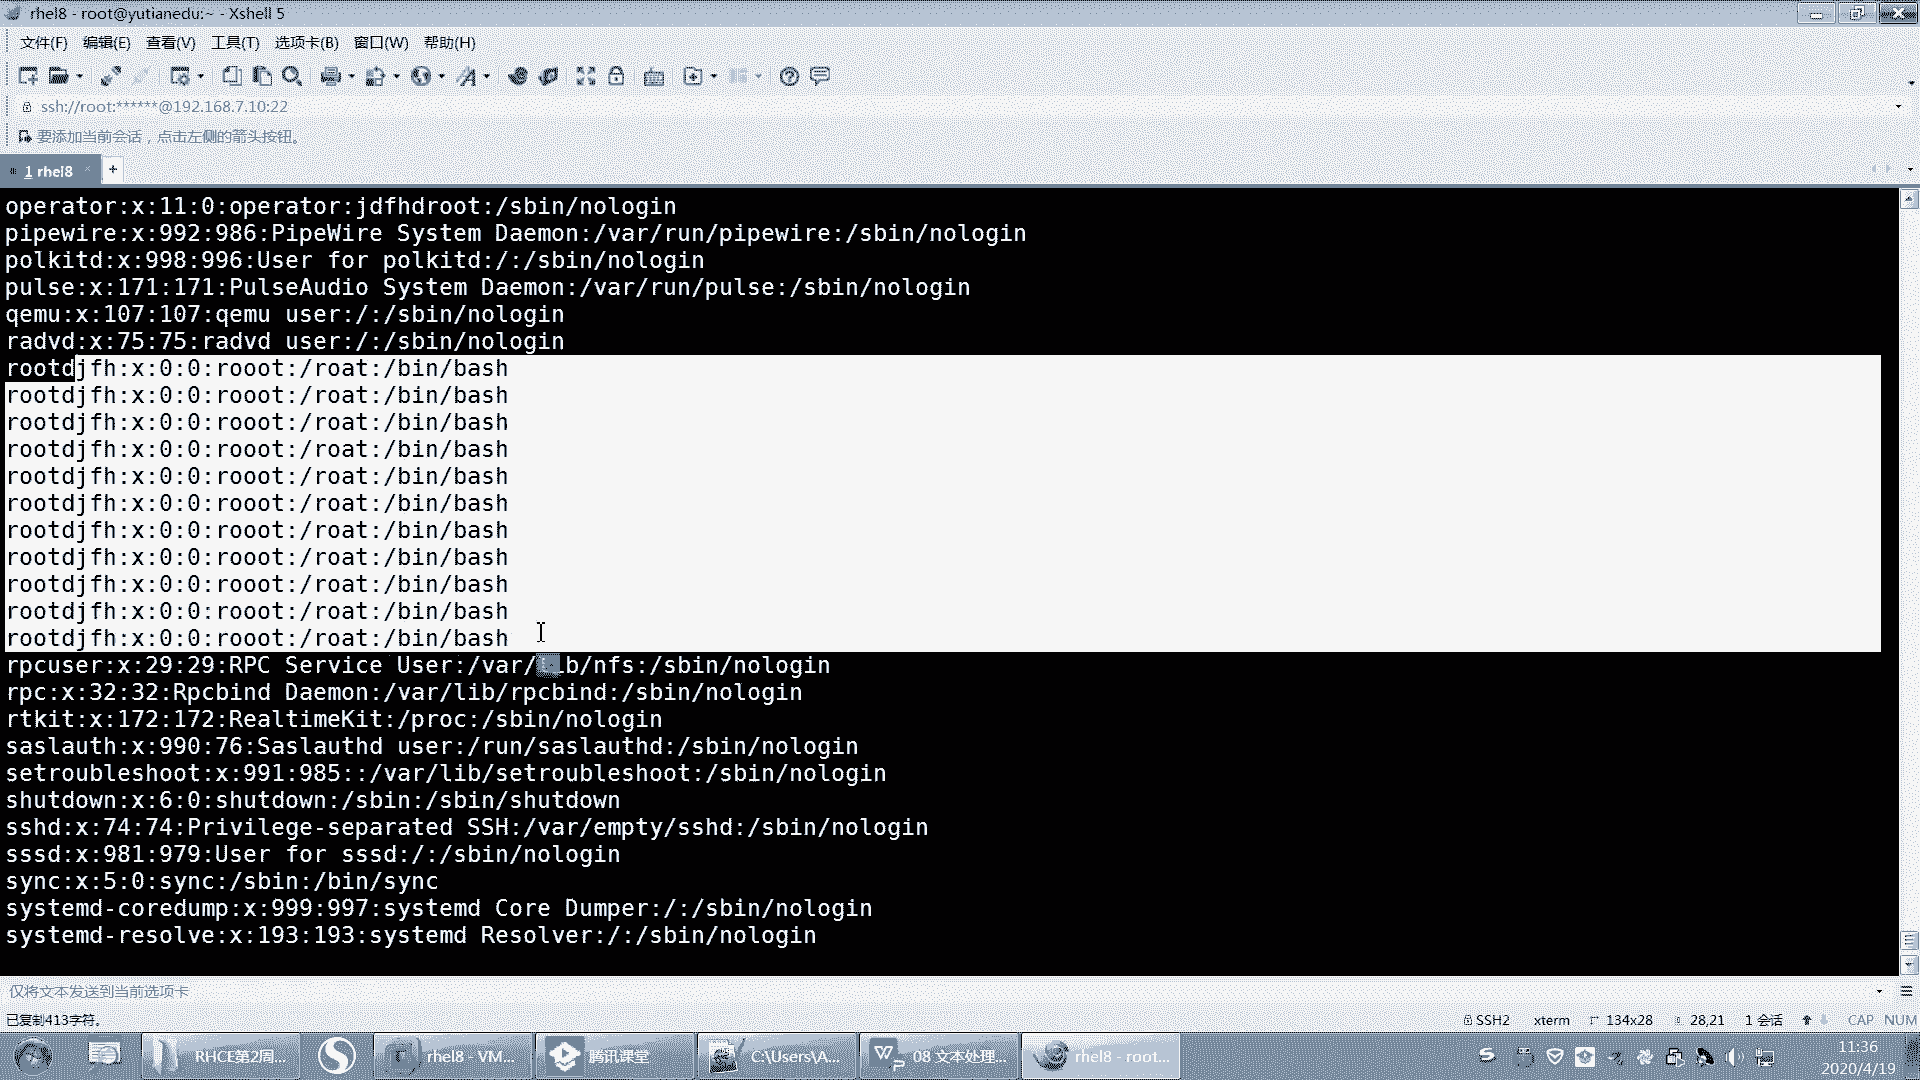 rhel8 - root@yutianedu:~ - Xshell 5
文件(F) 编辑(E) 查看(V) 工具(T) 选项卡(B) 窗口(W) 帮助(H)
ssh://root:******@192.168.7.10:22
要添加当前会话，点击左侧的箭头按钮。
1 rhel8
operator:x:11:0:operator:jdfhdroot:/sbin/nologin
pipewire:x:992:986:PipeWire System Daemon:/var/run/pipewire:/sbin/nologin
polkitd:x:998:996:User for polkitd:/:/sbin/nologin
pulse:x:171:171:PulseAudio System Daemon:/var/run/pulse:/sbin/nologin
qemu:x:107:107:qemu user:/:/sbin/nologin
radvd:x:75:75:radvd user:/:/sbin/nologin
rootdjfh:x:0:0:rooot:/roat:/bin/bash
rootdjfh:x:0:0:rooot:/roat:/bin/bash
rootdjfh:x:0:0:rooot:/roat:/bin/bash
rootdjfh:x:0:0:rooot:/roat:/bin/bash
rootdjfh:x:0:0:rooot:/roat:/bin/bash
rootdjfh:x:0:0:rooot:/roat:/bin/bash
rootdjfh:x:0:0:rooot:/roat:/bin/bash
rootdjfh:x:0:0:rooot:/roat:/bin/bash
rootdjfh:x:0:0:rooot:/roat:/bin/bash
rootdjfh:x:0:0:rooot:/roat:/bin/bash
rootdjfh:x:0:0:rooot:/roat:/bin/bash
rpcuser:x:29:29:RPC Service User:/var/lib/nfs:/sbin/nologin
rpc:x:32:32:Rpcbind Daemon:/var/lib/rpcbind:/sbin/nologin
rtkit:x:172:172:RealtimeKit:/proc:/sbin/nologin
saslauth:x:990:76:Saslauthd user:/run/saslauthd:/sbin/nologin
setroubleshoot:x:991:985::/var/lib/setroubleshoot:/sbin/nologin
shutdown:x:6:0:shutdown:/sbin:/sbin/shutdown
sshd:x:74:74:Privilege-separated SSH:/var/empty/sshd:/sbin/nologin
sssd:x:981:979:User for sssd:/:/sbin/nologin
sync:x:5:0:sync:/sbin:/bin/sync
systemd-coredump:x:999:997:systemd Core Dumper:/:/sbin/nologin
systemd-resolve:x:193:193:systemd Resolver:/:/sbin/nologin
仅将文本发送到当前选项卡
已复制413字符。 SSH2 xterm 134x28 28,21 1 会话 CAP NUM
RHCE第2周... rhel8 - VM... 腾讯课堂 C:\Users\A... 08 文本处理... rhel8 - root... 11:36
2020/4/19